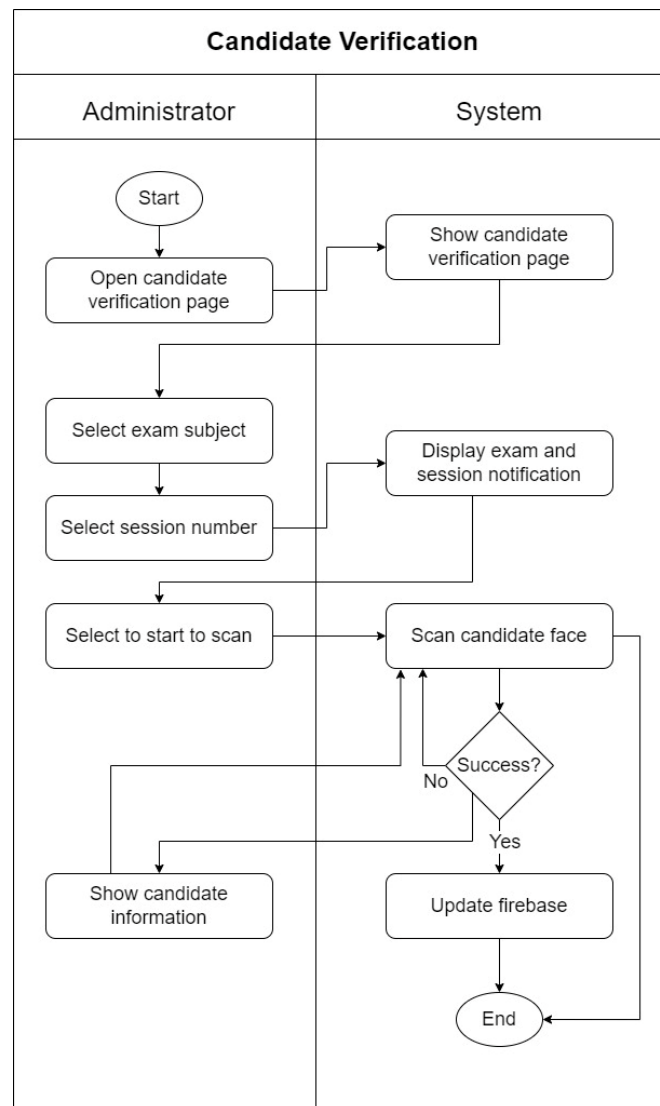 Candidate Verification
Administrator
System
Start
Show candidate
verification page
Open candidate
verification page
Select exam subject
Display exam and
session notification
Select session number
Select to start to scan
Scan candidate face
Success?
No
Yes
Show candidate
information
Update firebase
End